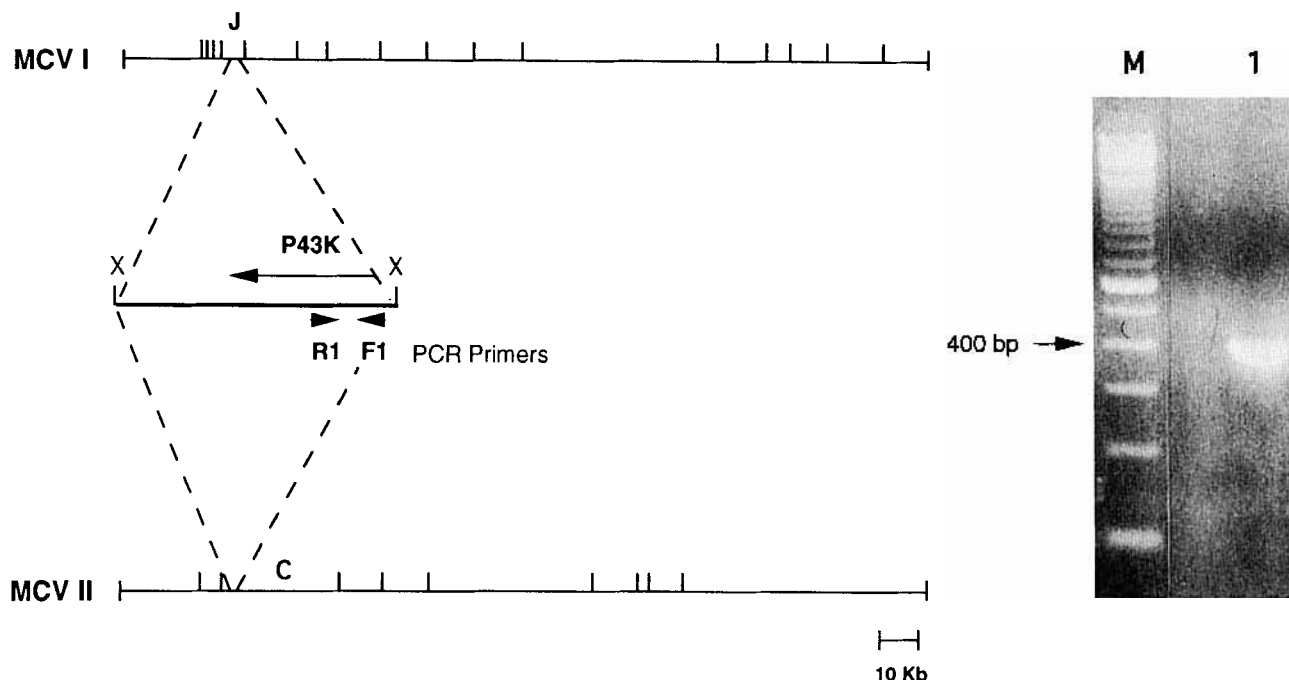 J
MCV I
M 1
P43K
X X
R1 F1 PCR Primers
400 bp
C
MCV II
10 Kb